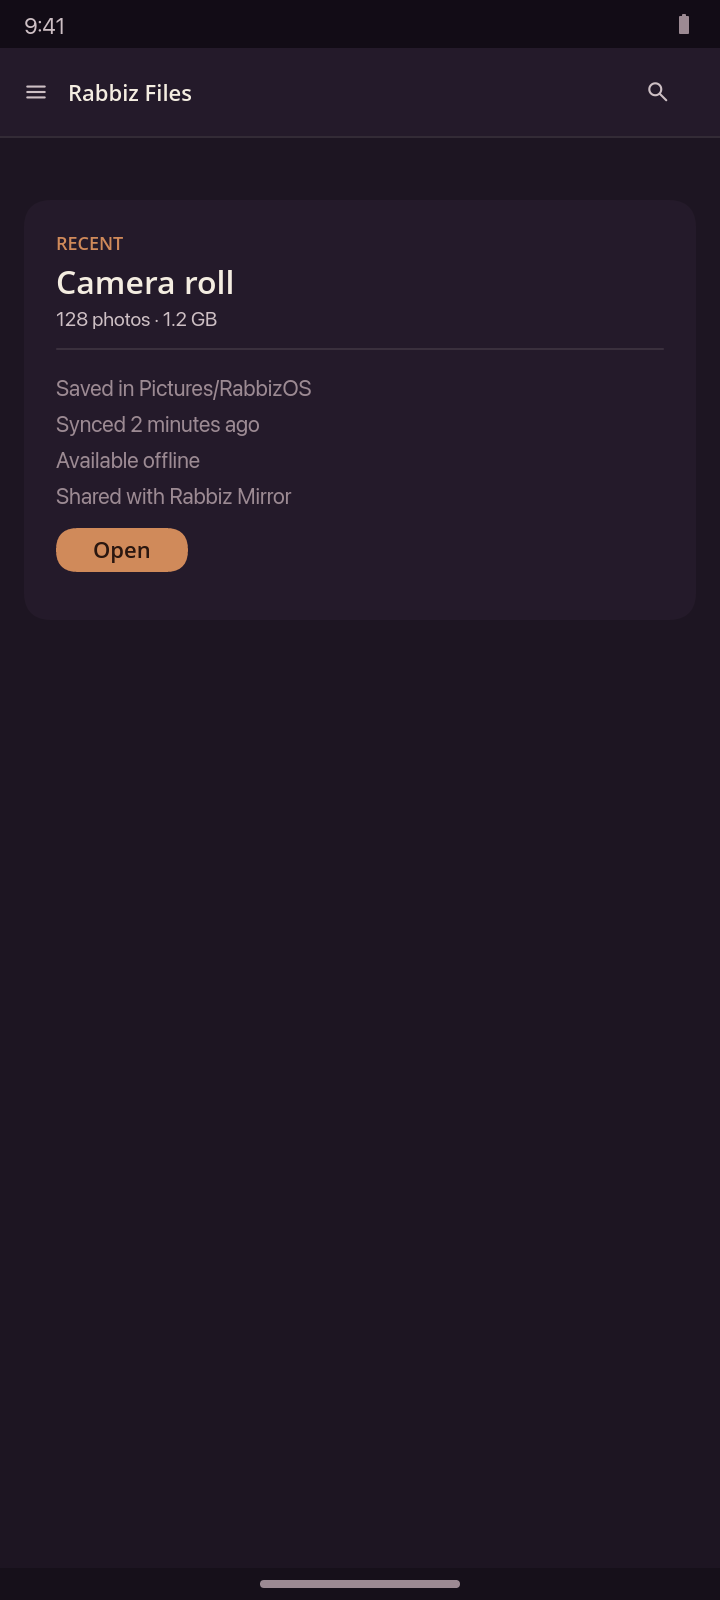 9:41
Rabbiz Files
RECENT
Camera roll
128 photos · 1.2 GB
Saved in Pictures/RabbizOS
Synced 2 minutes ago
Available offline
Shared with Rabbiz Mirror
Open